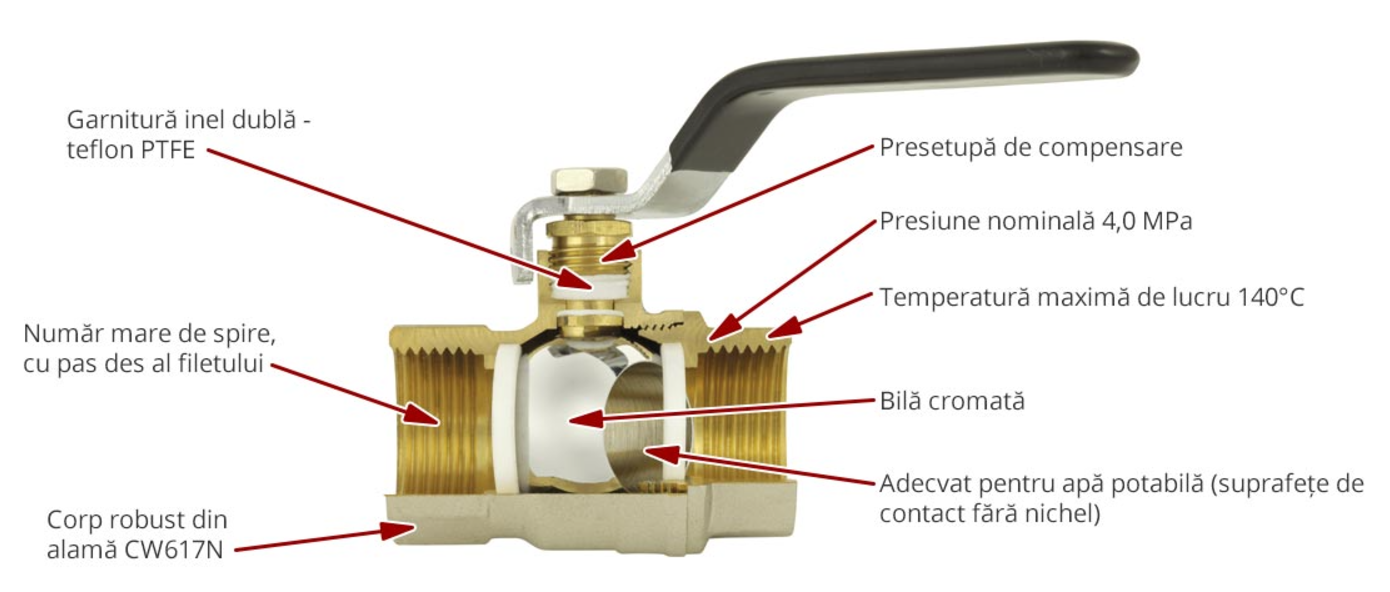 Garnitură inel dublă -
teflon PTFE
Presetupă de compensare
Presiune nominală 4,0 MPa
Temperatură maximă de lucru 140°C
Număr mare de spire,
cu pas des al filetului
Bilă cromată
Adecvat pentru apă potabilă (suprafețe de
contact fără nichel)
Corp robust din
alamă CW617N